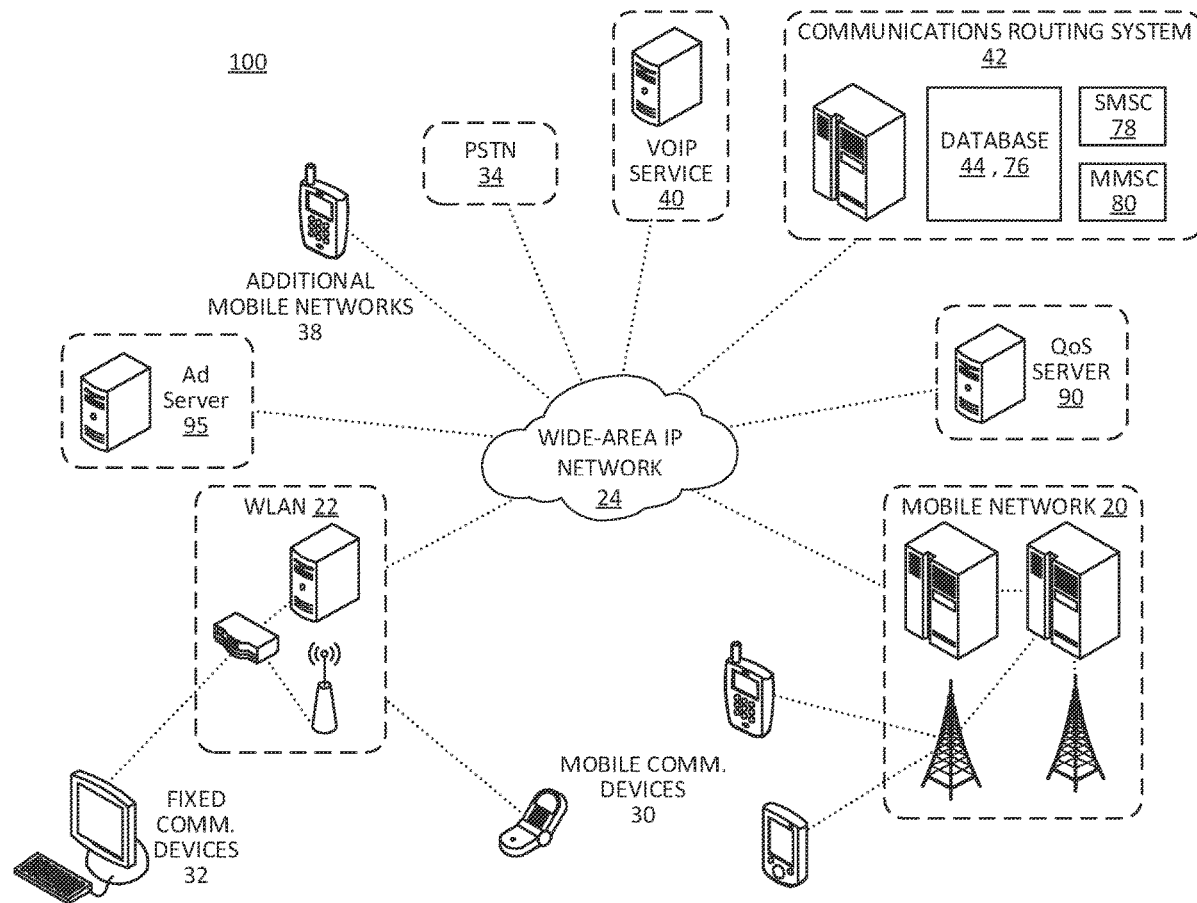 100
COMMUNICATIONS ROUTING SYSTEM
42
DATABASE
44 , 76
SMSC
78
MMSC
80
VOIP
SERVICE
40
PSTN
34
ADDITIONAL
MOBILE NETWORKS
38
Ad
Server
95
QoS
SERVER
90
WIDE-AREA IP
NETWORK
24
WLAN 22
MOBILE NETWORK 20
MOBILE COMM.
DEVICES
30
FIXED
COMM.
DEVICES
32